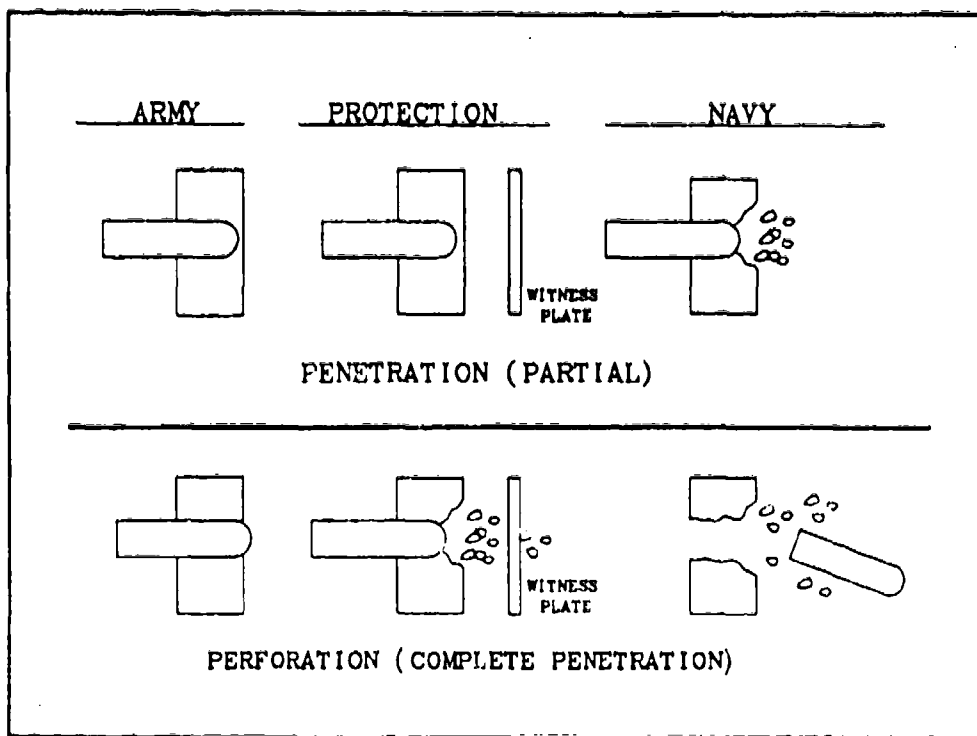 ARMY PROTECTION NAVY
WITNESS
PLATE
PENETRATION (PARTIAL)
WITNESS
PLATE
PERFORATION (COMPLETE PENETRATION)